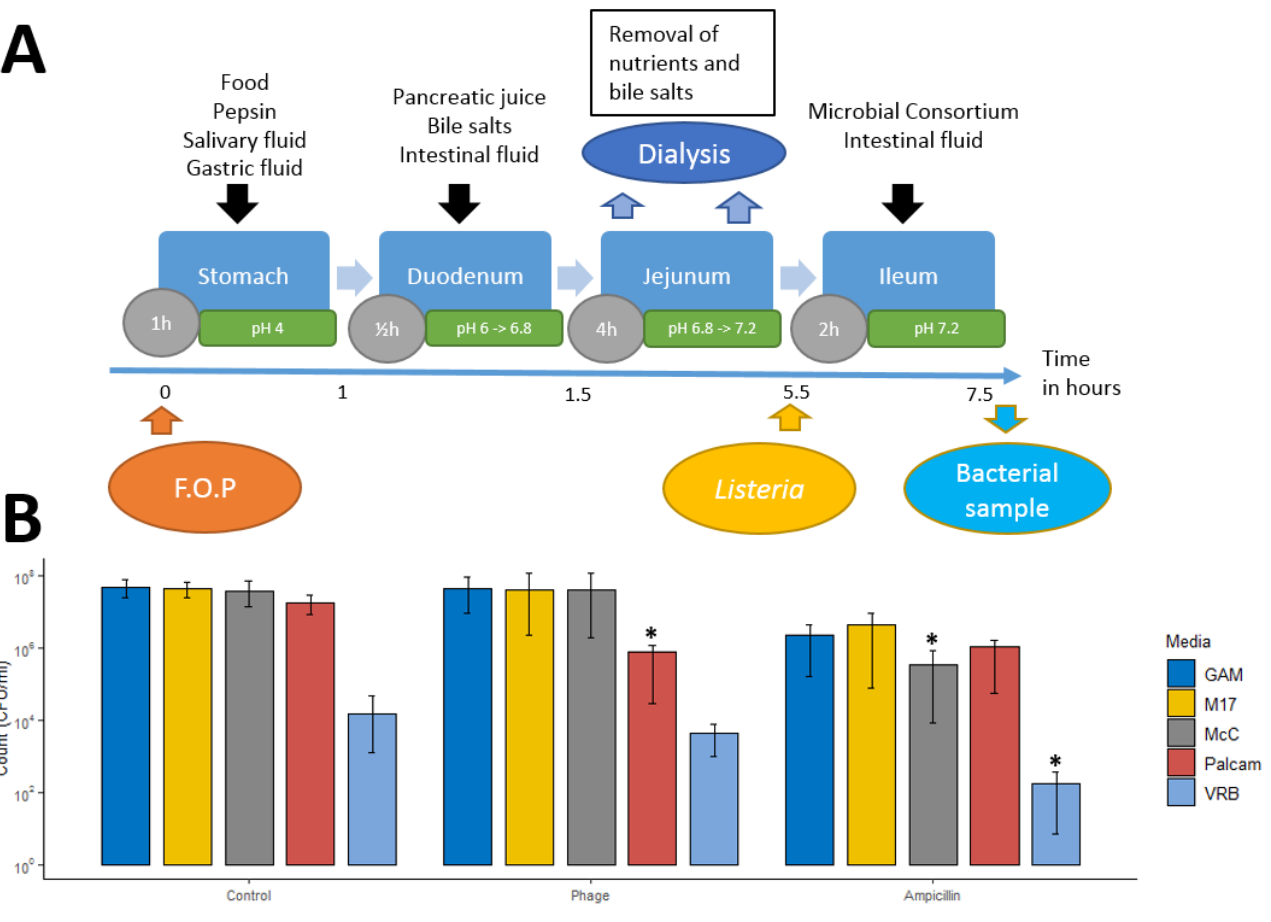 A
Food
Pepsin
Salivary fluid
Gastric fluid
Pancreatic juice
Bile salts
Intestinal fluid
Removal of
nutrients and
bile salts
Dialysis
Microbial Consortium
Intestinal fluid
Stomach
Duodenum
Jejunum
Ileum
1h
pH 4
½h
pH 6 -> 6.8
4h
pH 6.8 -> 7.2
2h
pH 7.2
Time
in hours
0
1
1.5
5.5
7.5
F.O.P
Listeria
Bacterial
sample
B
Count (CFU/ml)
10⁸
10⁶
10⁴
10²
10⁰
*
*
*
Control
Phage
Ampicillin
Media
GAM
M17
McC
Palcam
VRB